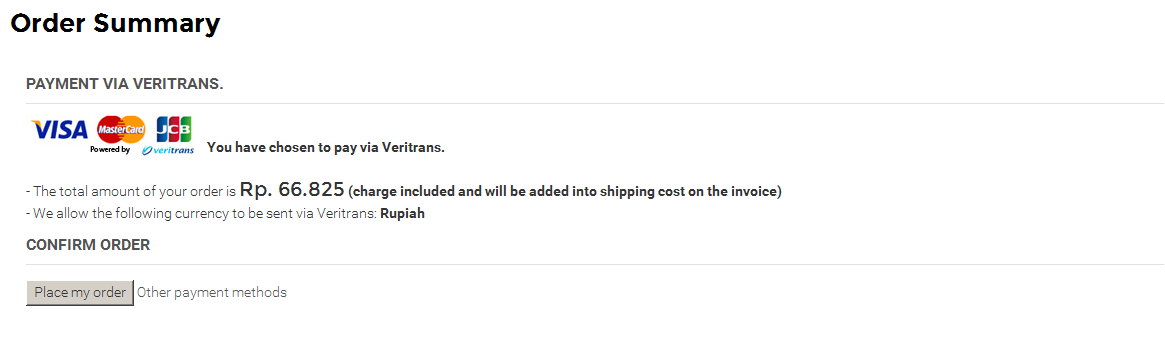 Order Summary
PAYMENT VIA VERITRANS.
VISA MasterCard JCB
Powered by veritrans You have chosen to pay via Veritrans.
- The total amount of your order is Rp. 66.825 (charge included and will be added into shipping cost on the invoice)
- We allow the following currency to be sent via Veritrans: Rupiah
CONFIRM ORDER
Place my order Other payment methods